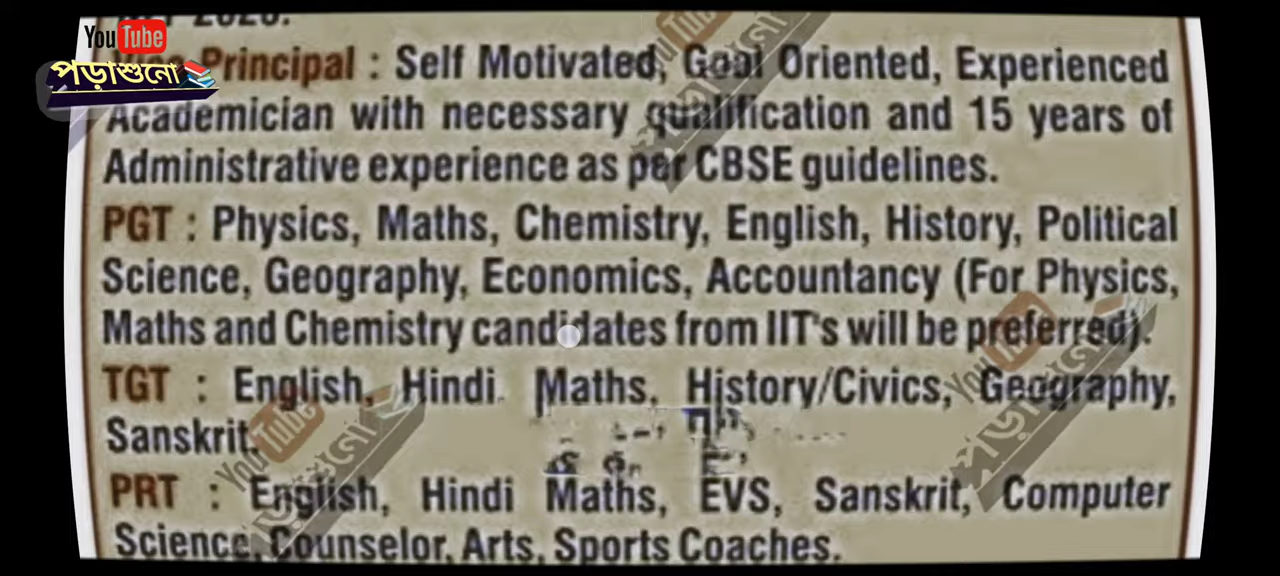 YouTube
পড়াশুনো
Principal : Self Motivated, Goal Oriented, Experienced
Academician with necessary qualification and 15 years of
Administrative experience as per CBSE guidelines.
PGT : Physics, Maths, Chemistry, English, History, Political
Science, Geography, Economics, Accountancy (For Physics,
Maths and Chemistry candidates from IIT's will be preferred).
TGT : English, Hindi Maths, History/Civics, Geography,
Sanskrit.
PRT : English, Hindi Maths, EVS, Sanskrit, Computer
Science, Counselor, Arts, Sports Coaches.